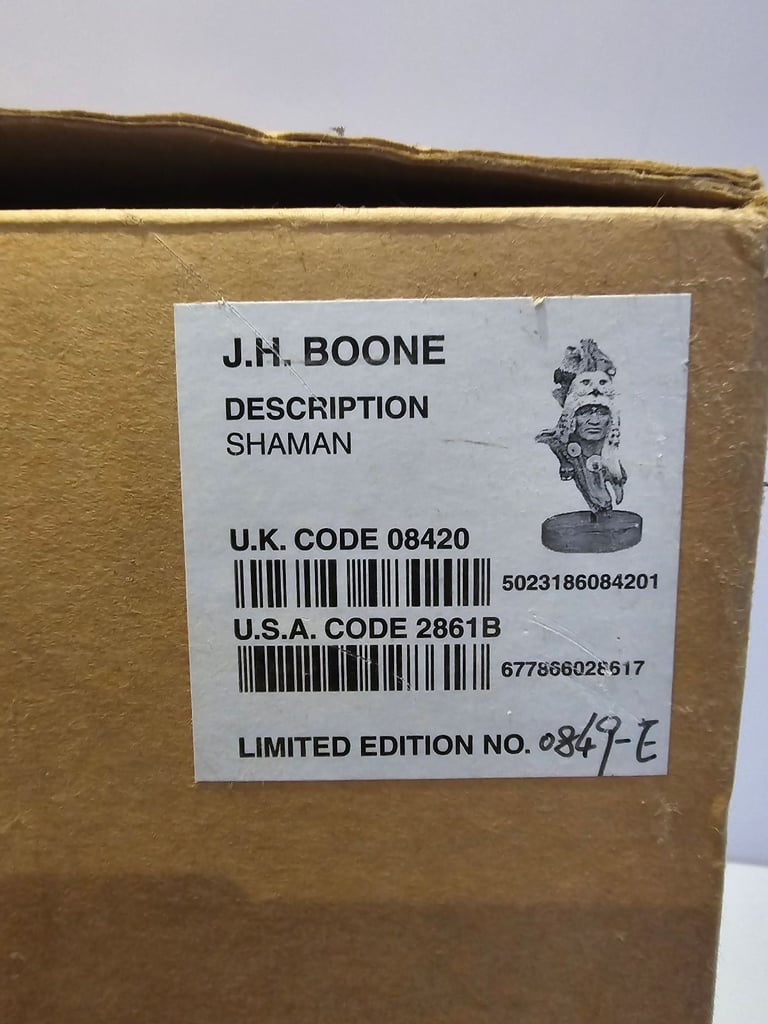 J.H. BOONE
DESCRIPTION
SHAMAN
U.K. CODE 08420
5023186084201
U.S.A. CODE 2861B
677866028617
LIMITED EDITION NO. 0849-E